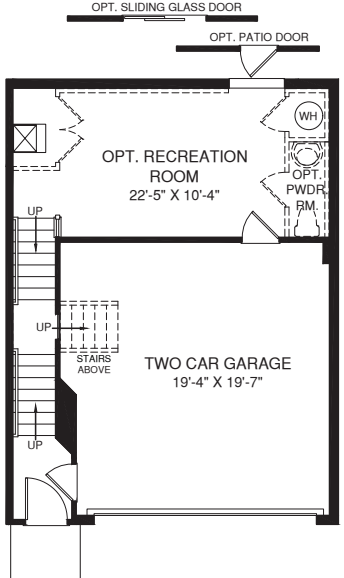 OPT. SLIDING GLASS DOOR
OPT. PATIO DOOR
WH
OPT. RECREATION
ROOM
22'-5" X 10'-4"
OPT.
PWDR.
RM.
UP
UP
STAIRS
ABOVE
TWO CAR GARAGE
19'-4" X 19'-7"
UP